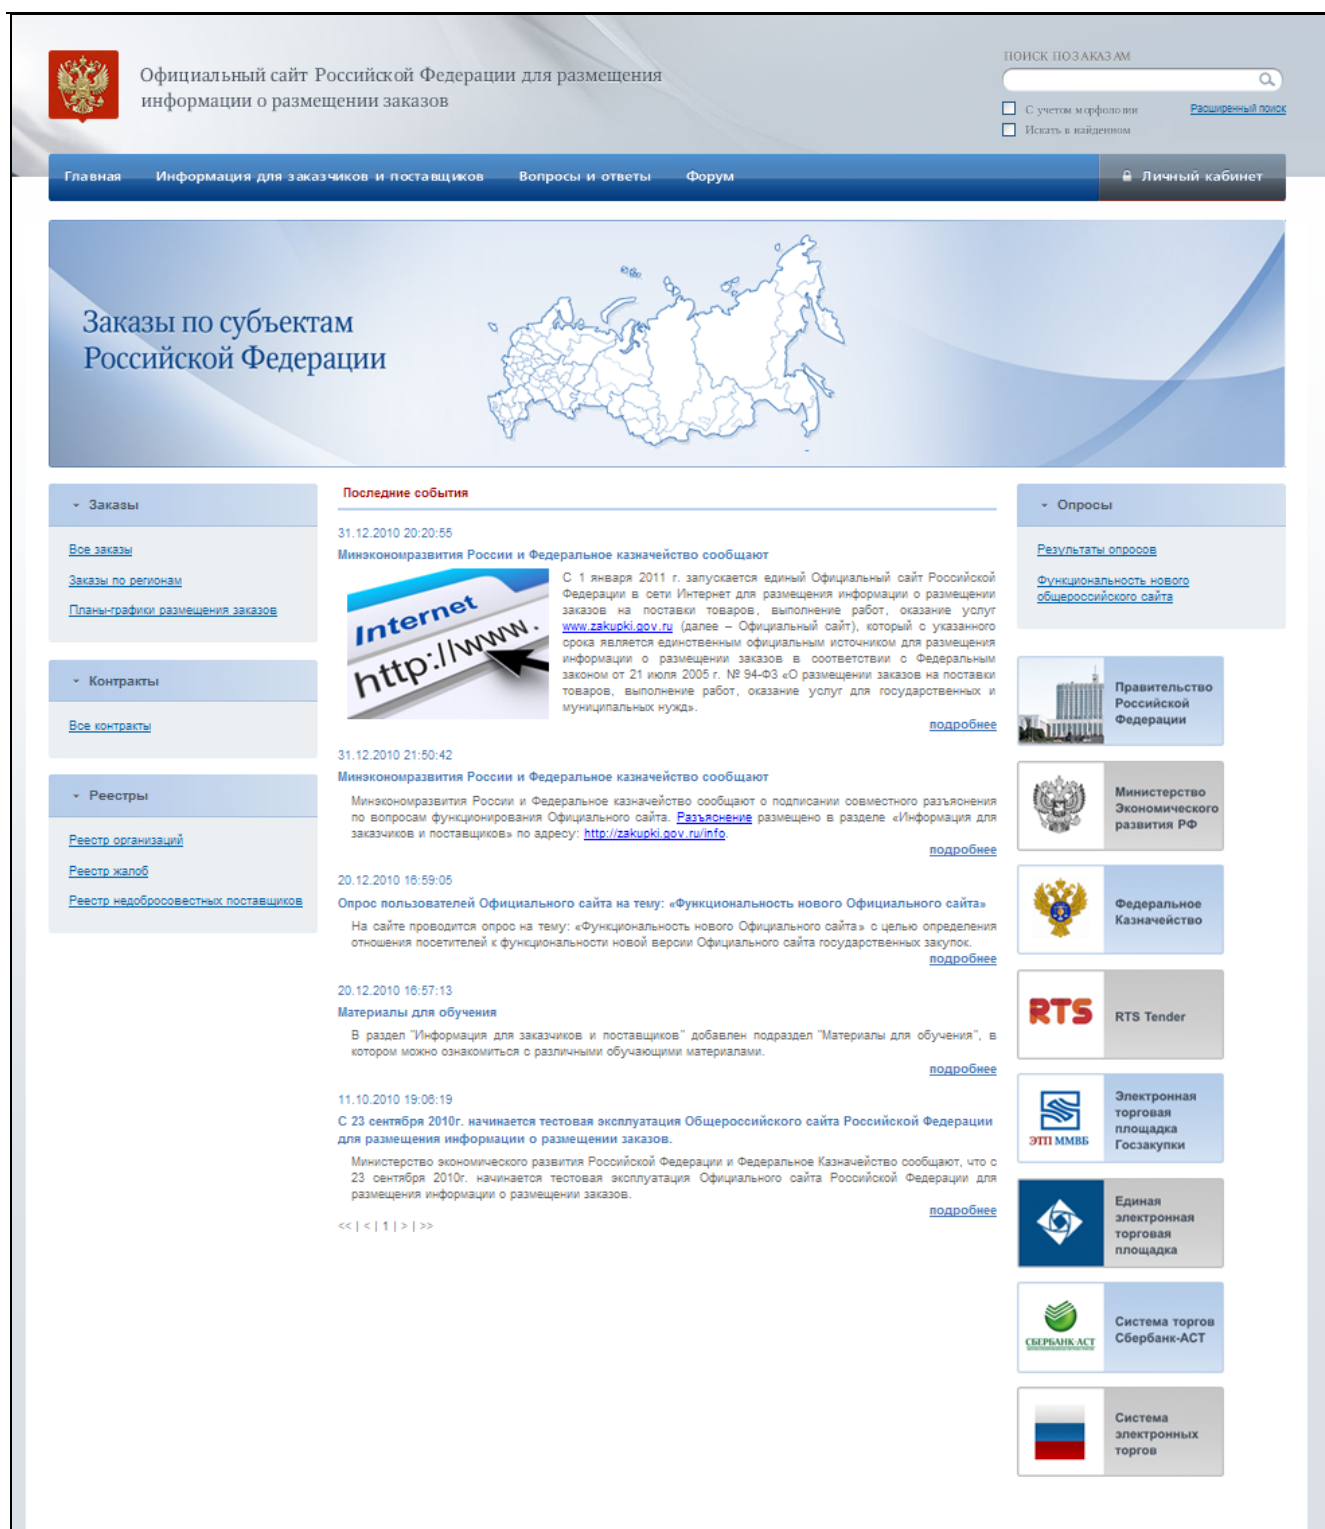 Официальный сайт Российской Федерации для размещения
информации о размещении заказов
ПОИСК ПО ЗАКАЗАМ
С учетом морфологии
Расширенный поиск
Искать в найденном
Главная
Информация для заказчиков и поставщиков
Вопросы и ответы
Форум
Личный кабинет
Заказы по субъектам
Российской Федерации
Заказы
Все заказы
Заказы по регионам
Планы-графики размещения заказов
Контракты
Все контракты
Реестры
Реестр организаций
Реестр жалоб
Реестр недобросовестных поставщиков
Последние события
31.12.2010 20:20:55
Минэкономразвития России и Федеральное казначейство сообщают
Internet
http://www.
С 1 января 2011 г. запускается единый Официальный сайт Российской
Федерации в сети Интернет для размещения информации о размещении
заказов на поставки товаров, выполнение работ, оказание услуг
www.zakupki.gov.ru (далее – Официальный сайт), который с указанного
срока является единственным официальным источником для размещения
информации о размещении заказов в соответствии с Федеральным
законом от 21 июля 2005 г. № 94-ФЗ «О размещении заказов на поставки
товаров, выполнение работ, оказание услуг для государственных и
муниципальных нужд».
подробнее
31.12.2010 21:50:42
Минэкономразвития России и Федеральное казначейство сообщают
Минэкономразвития России и Федеральное казначейство сообщают о подписании совместного разъяснения
по вопросам функционирования Официального сайта. Разъяснение размещено в разделе «Информация для
заказчиков и поставщиков» по адресу: http://zakupki.gov.ru/info.
подробнее
20.12.2010 16:59:05
Опрос пользователей Официального сайта на тему: «Функциональность нового Официального сайта»
На сайте проводится опрос на тему: «Функциональность нового Официального сайта» с целью определения
отношения посетителей к функциональности новой версии Официального сайта государственных закупок.
подробнее
20.12.2010 16:57:13
Материалы для обучения
В раздел "Информация для заказчиков и поставщиков" добавлен подраздел "Материалы для обучения", в
котором можно ознакомиться с различными обучающими материалами.
подробнее
11.10.2010 19:06:19
С 23 сентября 2010г. начинается тестовая эксплуатация Общероссийского сайта Российской Федерации
для размещения информации о размещении заказов.
Министерство экономического развития Российской Федерации и Федеральное Казначейство сообщают, что с
23 сентября 2010г. начинается тестовая эксплуатация Официального сайта Российской Федерации для
размещения информации о размещении заказов.
подробнее
<< | < | 1 | > | >>
Опросы
Результаты опросов
Функциональность нового
общероссийского сайта
Правительство
Российской
Федерации
Министерство
Экономического
развития РФ
Федеральное
Казначейство
RTS
RTS Tender
ЭТП ММВБ
Электронная
торговая
площадка
Госзакупки
Единая
электронная
торговая
площадка
СБЕРБАНК-АСТ
Система торгов
Сбербанк-АСТ
Система
электронных
торгов